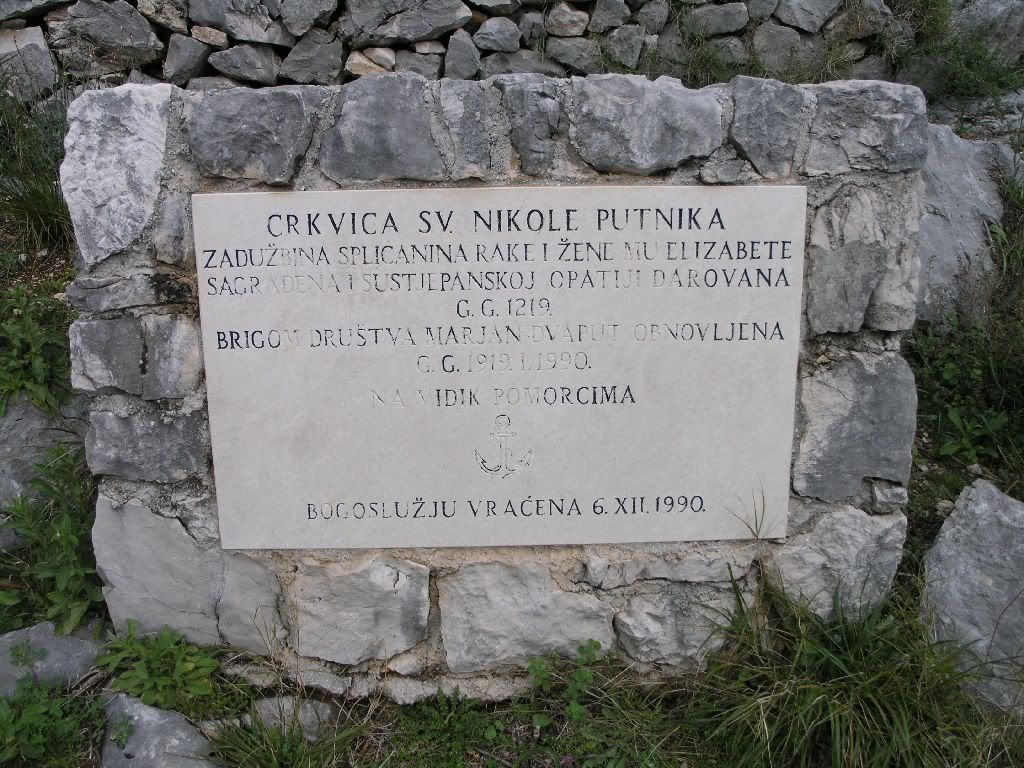 CRKVICA SV. NIKOLE PUTNIKA
ZADUŽBINA SPLIĆANINA RAKE I ŽENE MU ELIZABETE
SAGRAĐENA I SUSTJEPANSKOJ OPATIJI DAROVANA
G. G. 1219.
BRIGOM DRUŠTVA MARJAN DVAPUT OBNOVLJENA
G. G. 1919. I. 1990.
NA VIDIK POMORCIMA
BOGOSLUŽJU VRAĆENA 6. XII. 1990.